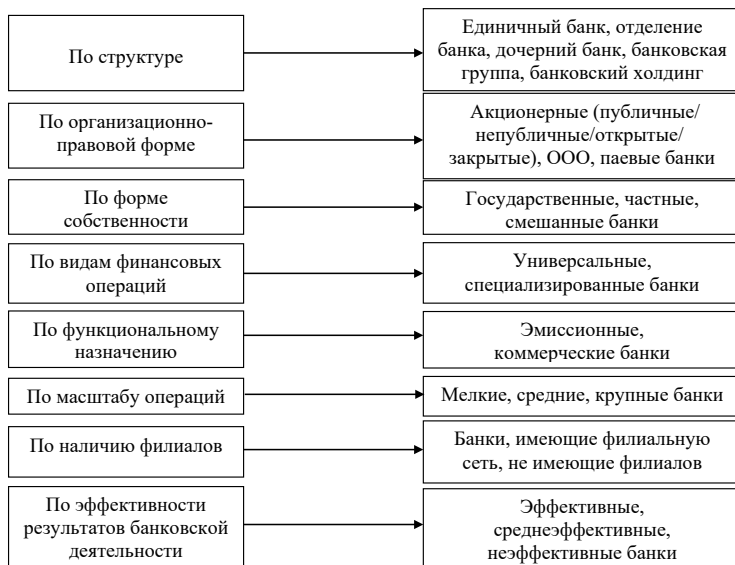 По структуре
Единичный банк, отделение
банка, дочерний банк, банковская
группа, банковский холдинг
По организационно-
правовой форме
Акционерные (публичные/
непубличные/открытые/
закрытые), ООО, паевые банки
По форме
собственности
Государственные, частные,
смешанные банки
По видам финансовых
операций
Универсальные,
специализированные банки
По функциональному
назначению
Эмиссионные,
коммерческие банки
По масштабу операций
Мелкие, средние, крупные банки
По наличию филиалов
Банки, имеющие филиальную
сеть, не имеющие филиалов
По эффективности
результатов банковской
деятельности
Эффективные,
среднеэффективные,
неэффективные банки